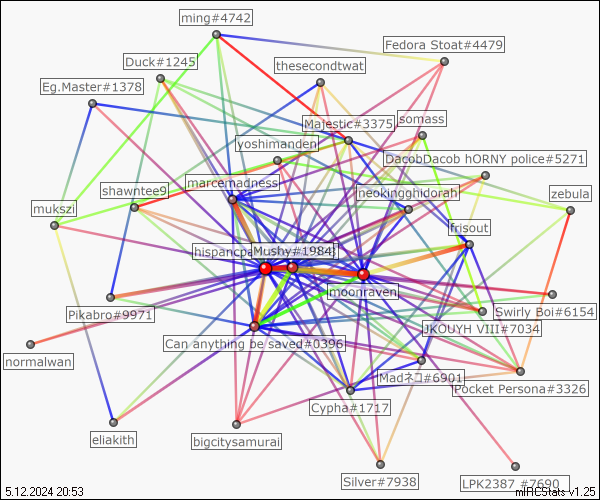 ming#4742
Fedora Stoat#4479
Duck#1245
thesecondtwat
Eg.Master#1378
somass
Majestic#3375
yoshimanden
DacobDacob hORNY police#5271
marcemadness
shawntee9
neokingghidorah
zebula
mukszi
frisout
hispancpa
Mushy#1984
moonraven
Pikabro#9971
Swirly Boi#6154
JKOUYH VIII#7034
Can anything be saved#0396
normalwan
Madネコ#6901
Pocket Persona#3326
Cypha#1717
eliakith
bigcitysamurai
Silver#7938
LPK2387_#7690
5.12.2024 20:53
mIRCStats v1.25